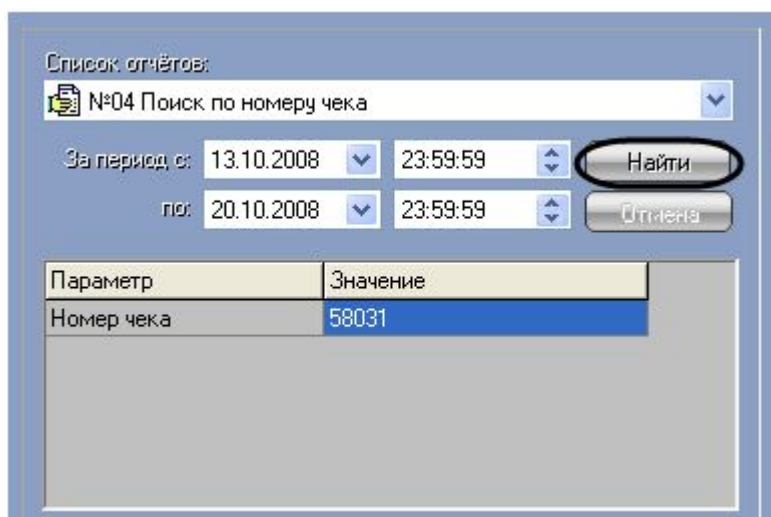 Список отчётов:
№04 Поиск по номеру чека
За период с: 13.10.2008 23:59:59 Найти
по: 20.10.2008 23:59:59 Отмена
Параметр Значение
Номер чека 58031